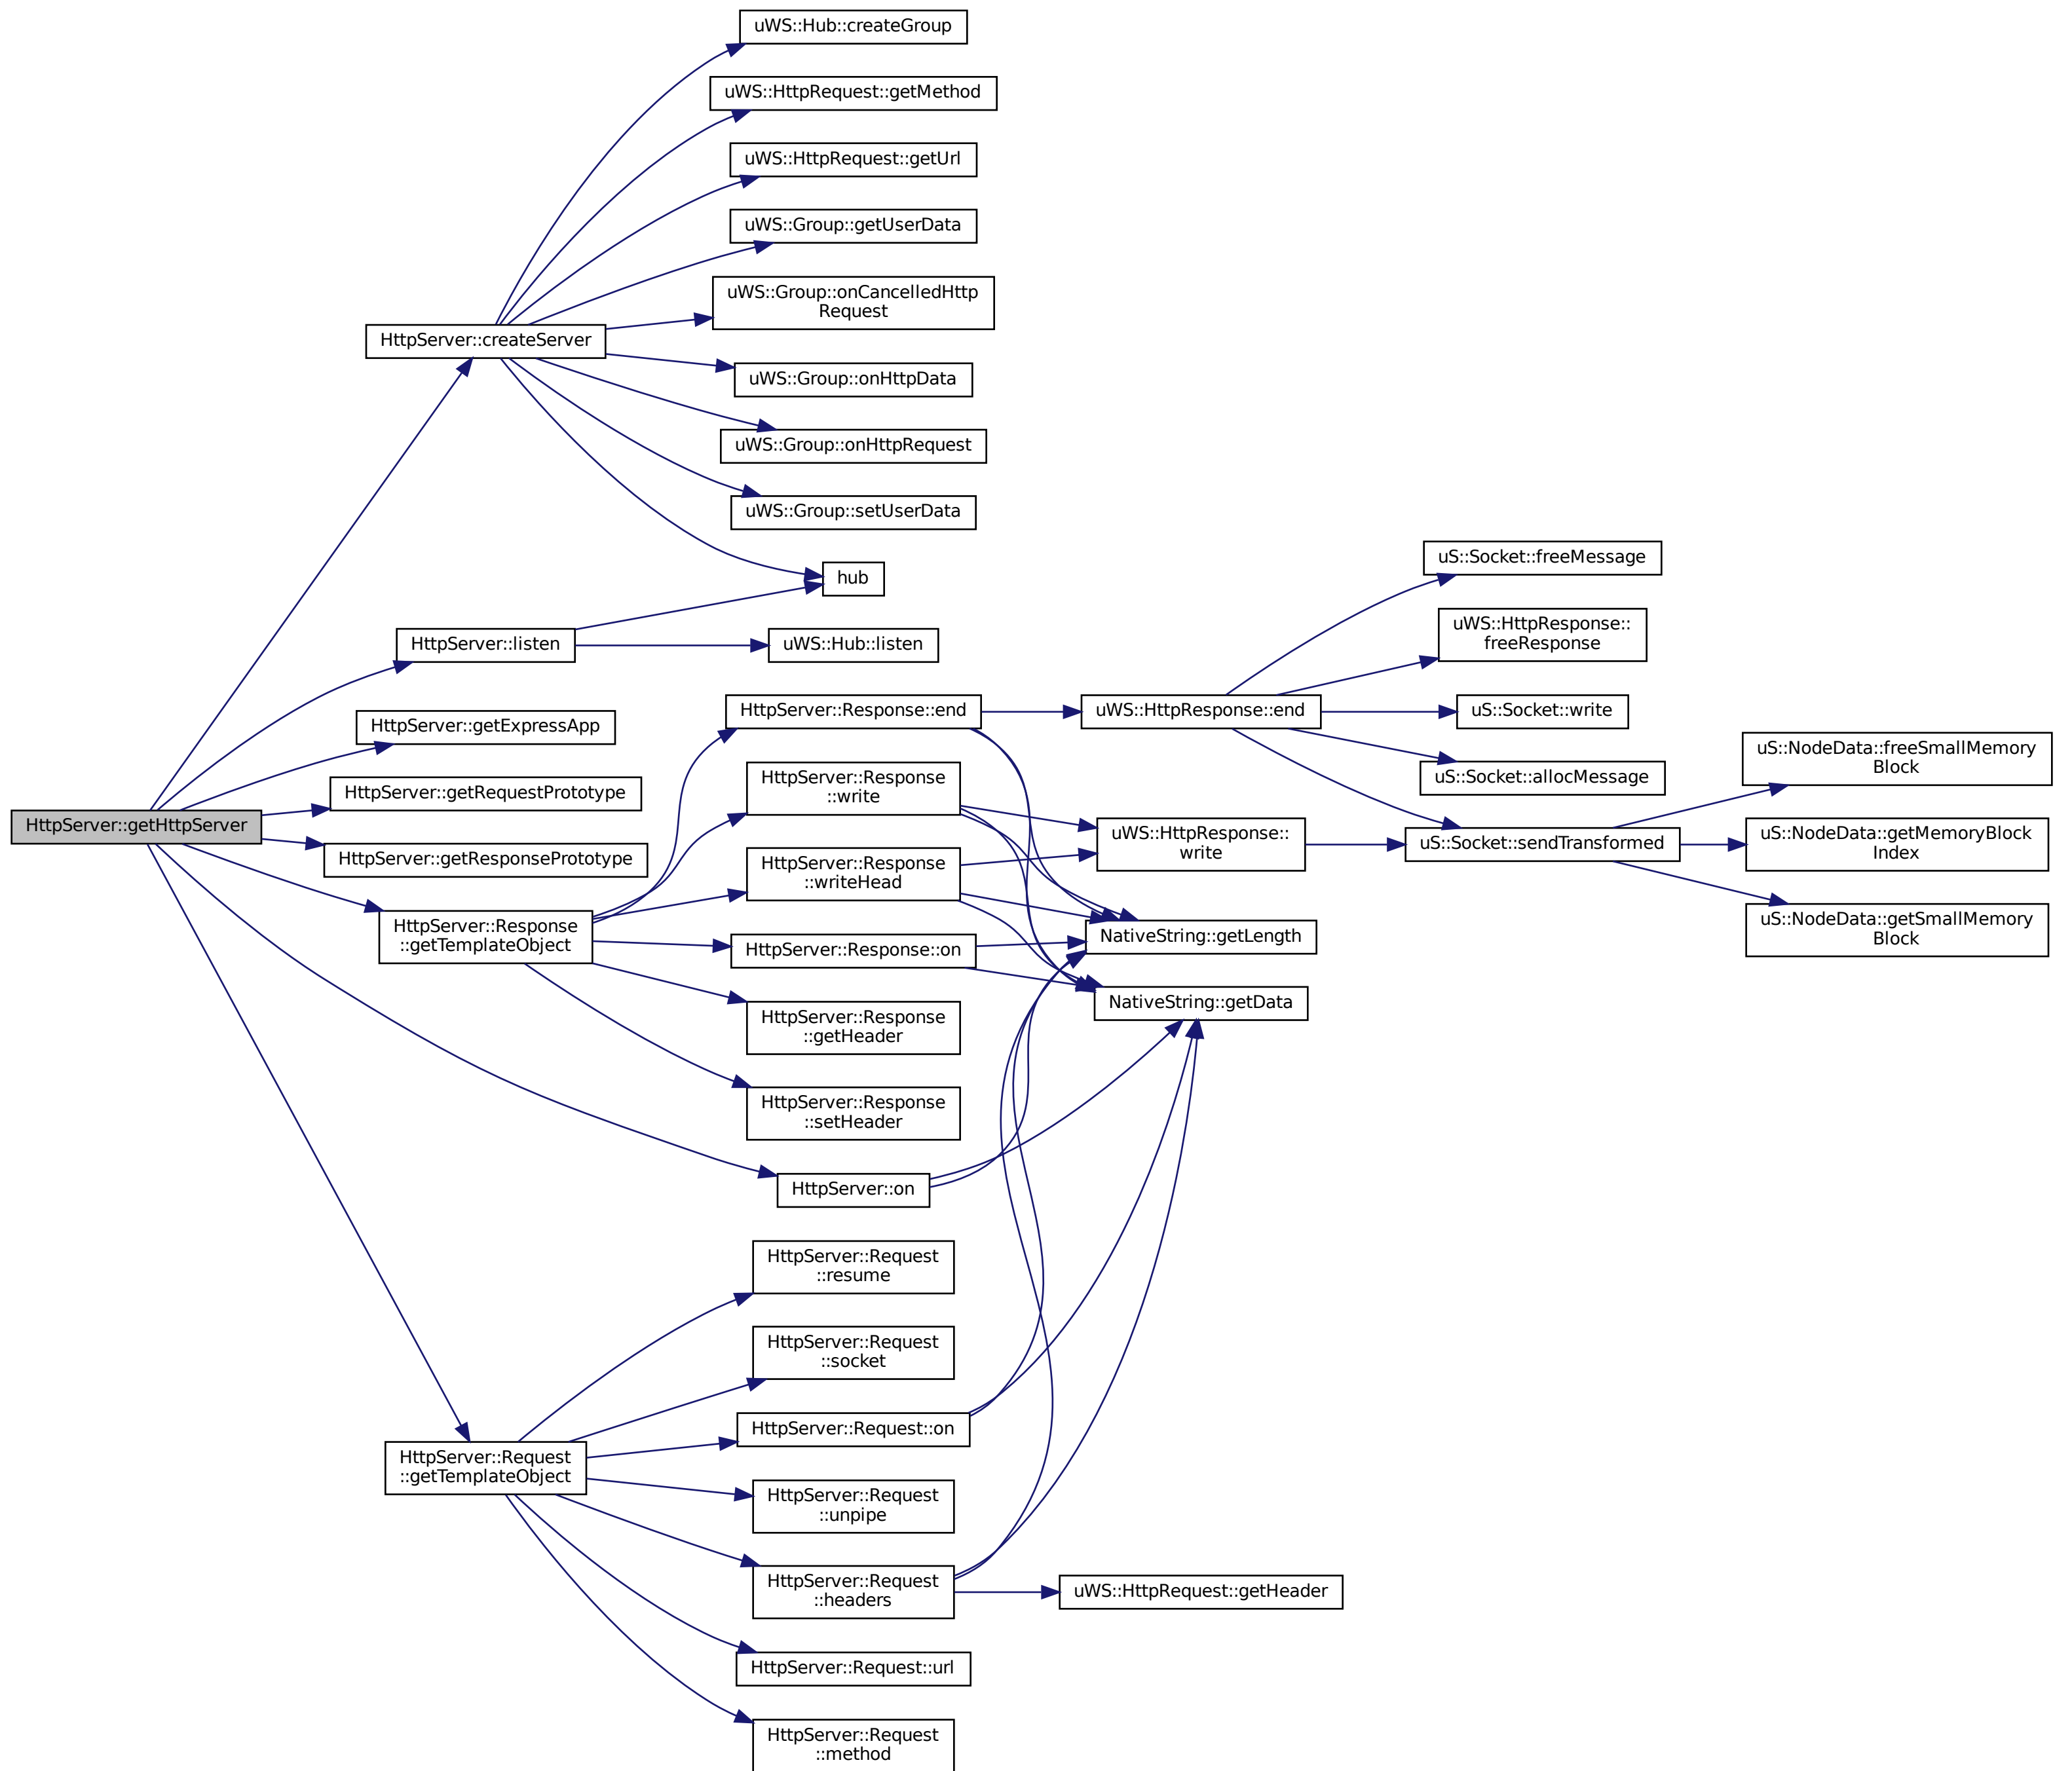 uWS::Hub::createGroup
uWS::HttpRequest::getMethod
uWS::HttpRequest::getUrl
uWS::Group::getUserData
uWS::Group::onCancelledHttp
Request
HttpServer::createServer
uWS::Group::onHttpData
uWS::Group::onHttpRequest
uWS::Group::setUserData
hub
HttpServer::listen
uWS::Hub::listen
uS::Socket::freeMessage
uWS::HttpResponse::
freeResponse
HttpServer::getExpressApp
HttpServer::Response::end
uWS::HttpResponse::end
uS::Socket::write
HttpServer::getRequestPrototype
HttpServer::Response
::write
uS::Socket::allocMessage
uS::NodeData::freeSmallMemory
Block
HttpServer::getHttpServer
HttpServer::getResponsePrototype
HttpServer::Response
::writeHead
uWS::HttpResponse::
write
uS::Socket::sendTransformed
uS::NodeData::getMemoryBlock
Index
HttpServer::Response
::getTemplateObject
HttpServer::Response::on
NativeString::getLength
uS::NodeData::getSmallMemory
Block
HttpServer::Response
::getHeader
NativeString::getData
HttpServer::Response
::setHeader
HttpServer::on
HttpServer::Request
::resume
HttpServer::Request
::socket
HttpServer::Request::on
HttpServer::Request
::getTemplateObject
HttpServer::Request
::unpipe
HttpServer::Request
::headers
uWS::HttpRequest::getHeader
HttpServer::Request::url
HttpServer::Request
::method